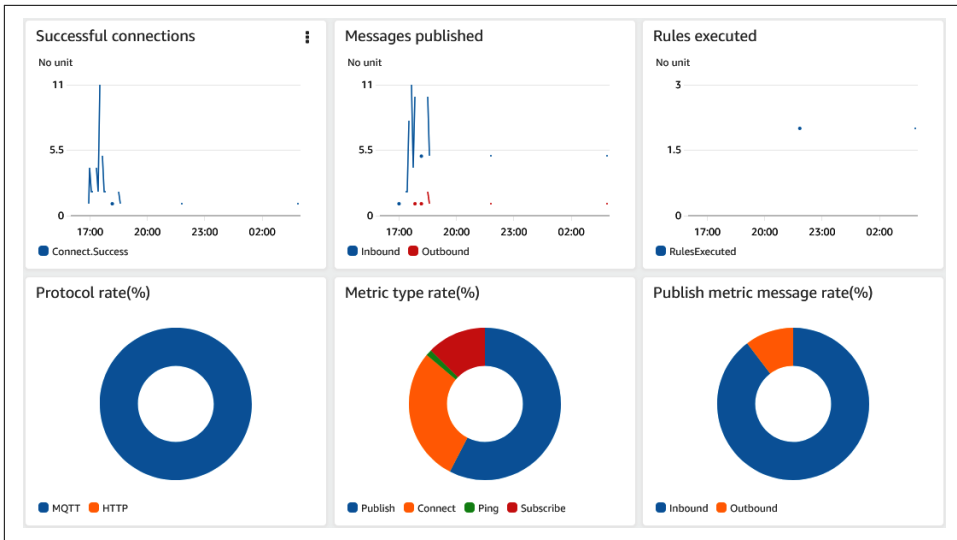 Successful connections
No unit
11
5.5
0
17:00 20:00 23:00 02:00
Connect.Success
Messages published
No unit
11
5.5
0
17:00 20:00 23:00 02:00
Inbound Outbound
Rules executed
No unit
3
1.5
0
17:00 20:00 23:00 02:00
RulesExecuted
Protocol rate(%)
MQTT HTTP
Metric type rate(%)
Publish Connect Ping Subscribe
Publish metric message rate(%)
Inbound Outbound